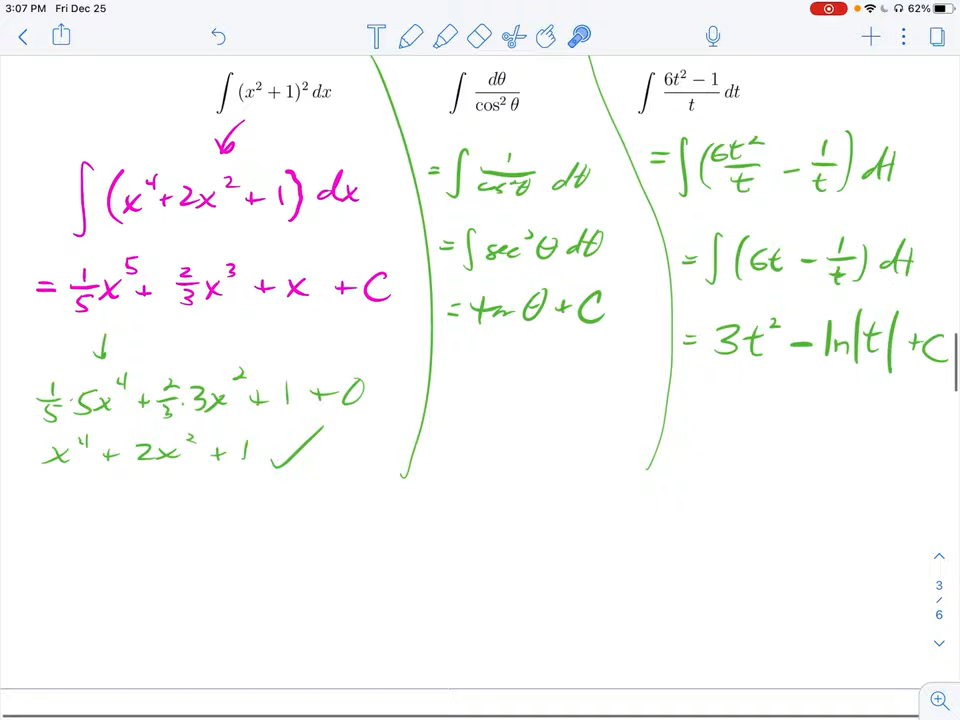 3:07 PM Fri Dec 25
62%
∫ (x² + 1)² dx
∫ (x⁴ + 2x² + 1) dx
= 1/5 x⁵ + 2/3 x³ + x + C
1/5 · 5x⁴ + 2/3 · 3x² + 1 + 0
x⁴ + 2x² + 1 ✓
∫ dθ / cos² θ
= ∫ 1 / cos²θ dθ
= ∫ sec² θ dθ
= tan θ + C
∫ (6t² − 1) / t dt
= ∫ (6t²/t − 1/t) dt
= ∫ (6t − 1/t) dt
= 3t² − ln|t| + C
3
/
6